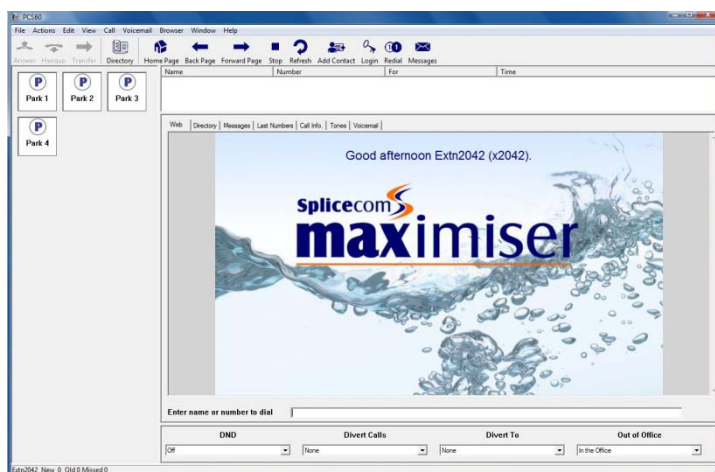 PCS60
File Actions Edit View Call Voicemail Browser Window Help
Answer Hangup Transfer Directory Home Page Back Page Forward Page Stop Refresh Add Contact Login Redial Messages
Name Number For Time
P P P
Park 1 Park 2 Park 3
P
Park 4
Web Directory Messages Last Numbers Call Info. Tones Voicemail
Good afternoon Extn2042 (x2042).
Splicecom
maximiser
Enter name or number to dial
DND Divert Calls Divert To Out of Office
Off None None In the Office
Extn2042 New 0 Old 0 Missed 0